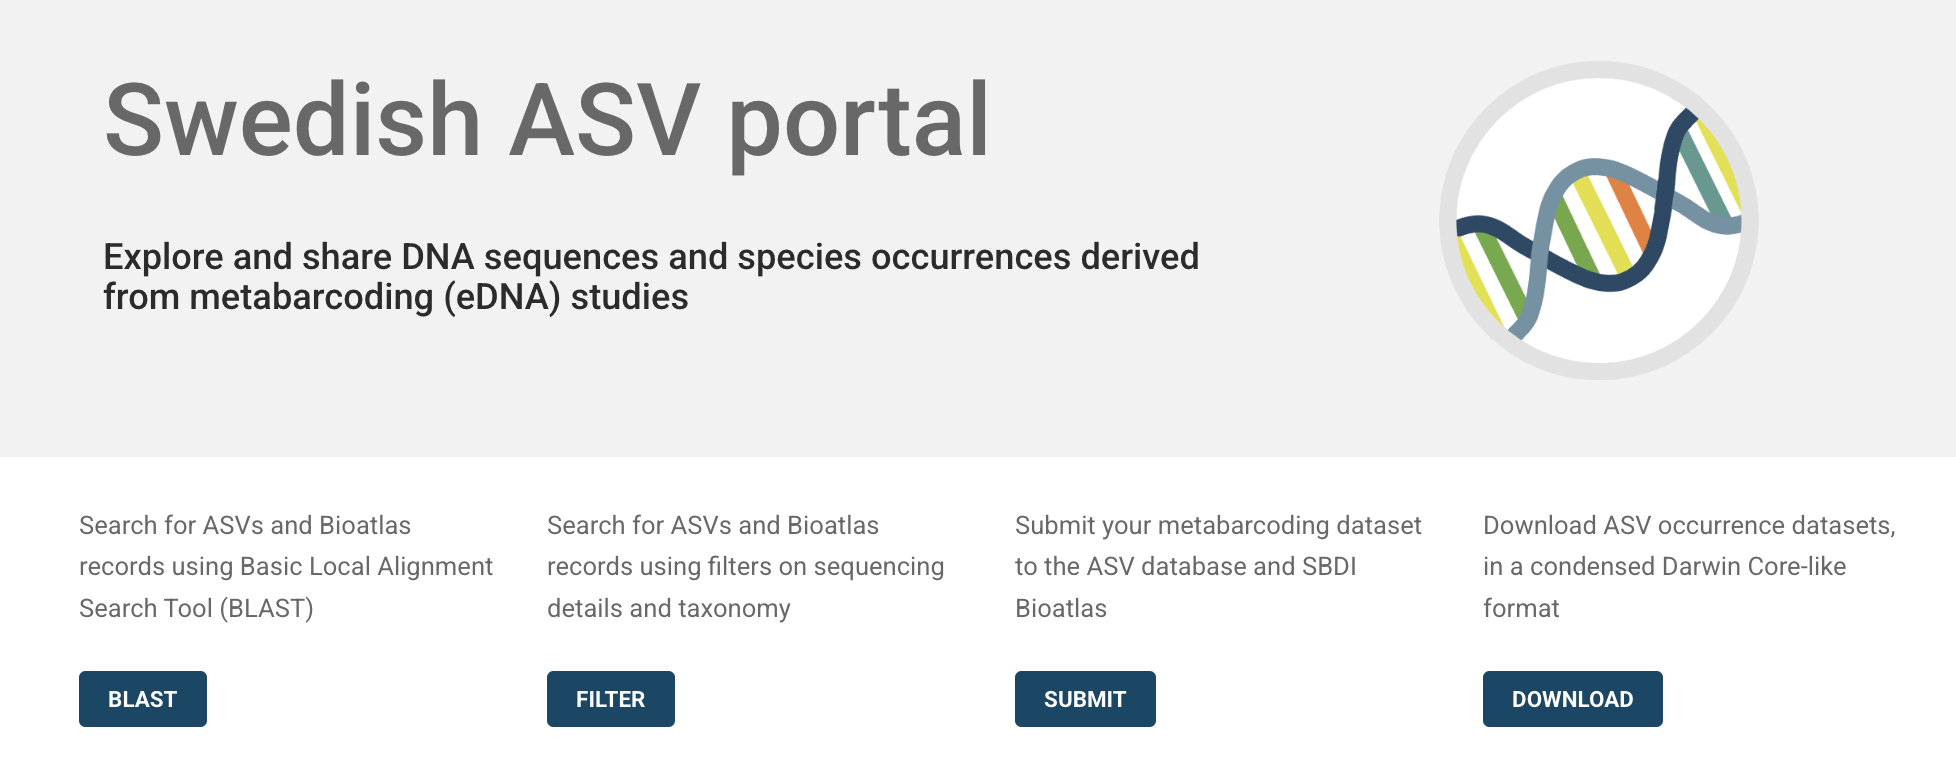 Swedish ASV portal
Explore and share DNA sequences and species occurrences derived
from metabarcoding (eDNA) studies
Search for ASVs and Bioatlas
records using Basic Local Alignment
Search Tool (BLAST)
BLAST
Search for ASVs and Bioatlas
records using filters on sequencing
details and taxonomy
FILTER
Submit your metabarcoding dataset
to the ASV database and SBDI
Bioatlas
SUBMIT
Download ASV occurrence datasets,
in a condensed Darwin Core-like
format
DOWNLOAD